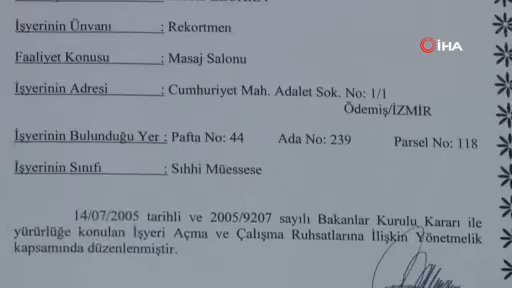 İşyerinin Ünvanı : Rekortmen
İHA
Faaliyet Konusu : Masaj Salonu
İşyerinin Adresi : Cumhuriyet Mah. Adalet Sok. No: 1/1
Ödemiş/İZMİR
İşyerinin Bulunduğu Yer : Pafta No: 44 Ada No: 239 Parsel No: 118
İşyerinin Sınıfı : Sıhhi Müessese
14/07/2005 tarihli ve 2005/9207 sayılı Bakanlar Kurulu Kararı ile
yürürlüğe konulan İşyeri Açma ve Çalışma Ruhsatlarına İlişkin Yönetmelik
kapsamında düzenlenmiştir.